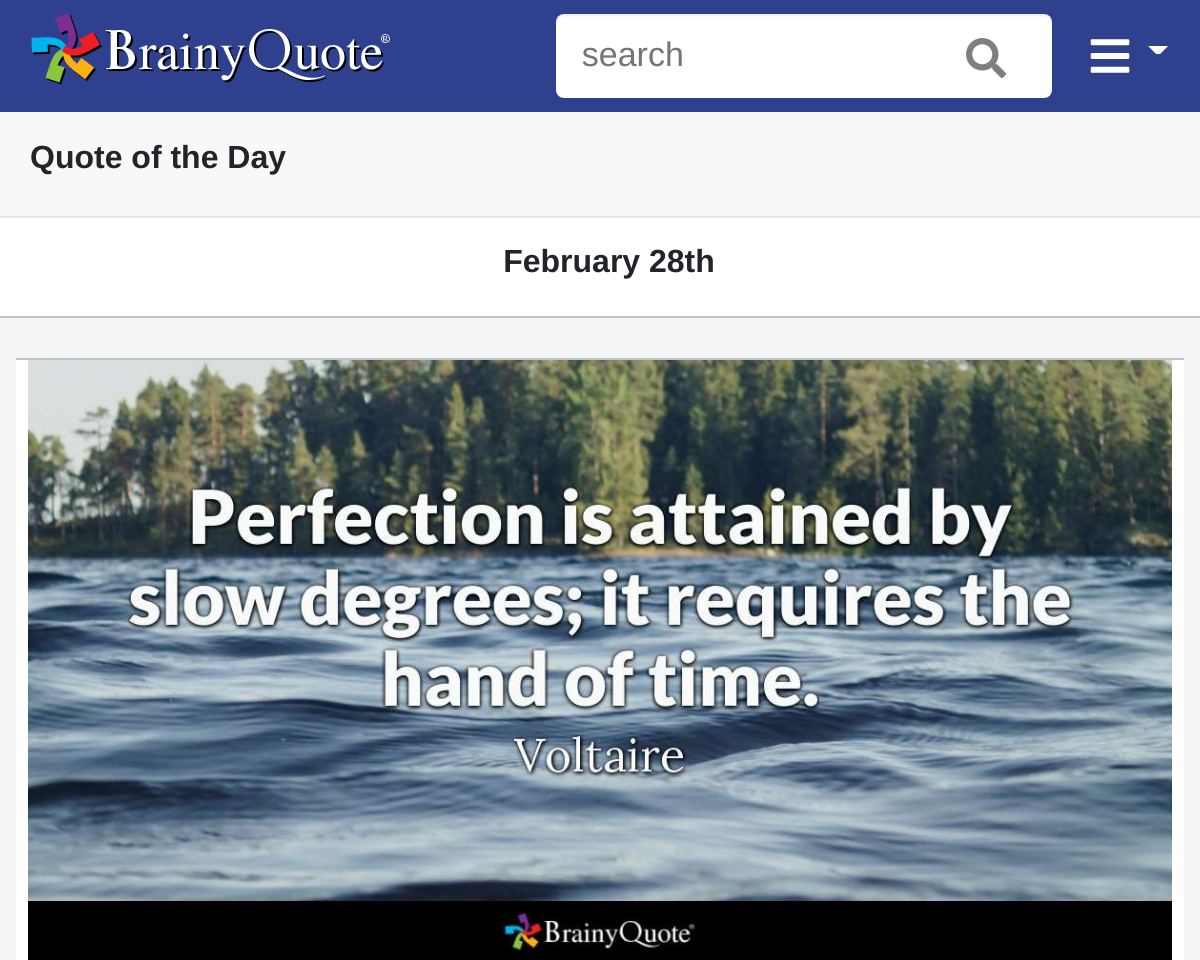 BrainyQuote®
search
Quote of the Day
February 28th
Perfection is attained by
slow degrees; it requires the
hand of time.
Voltaire
BrainyQuote®